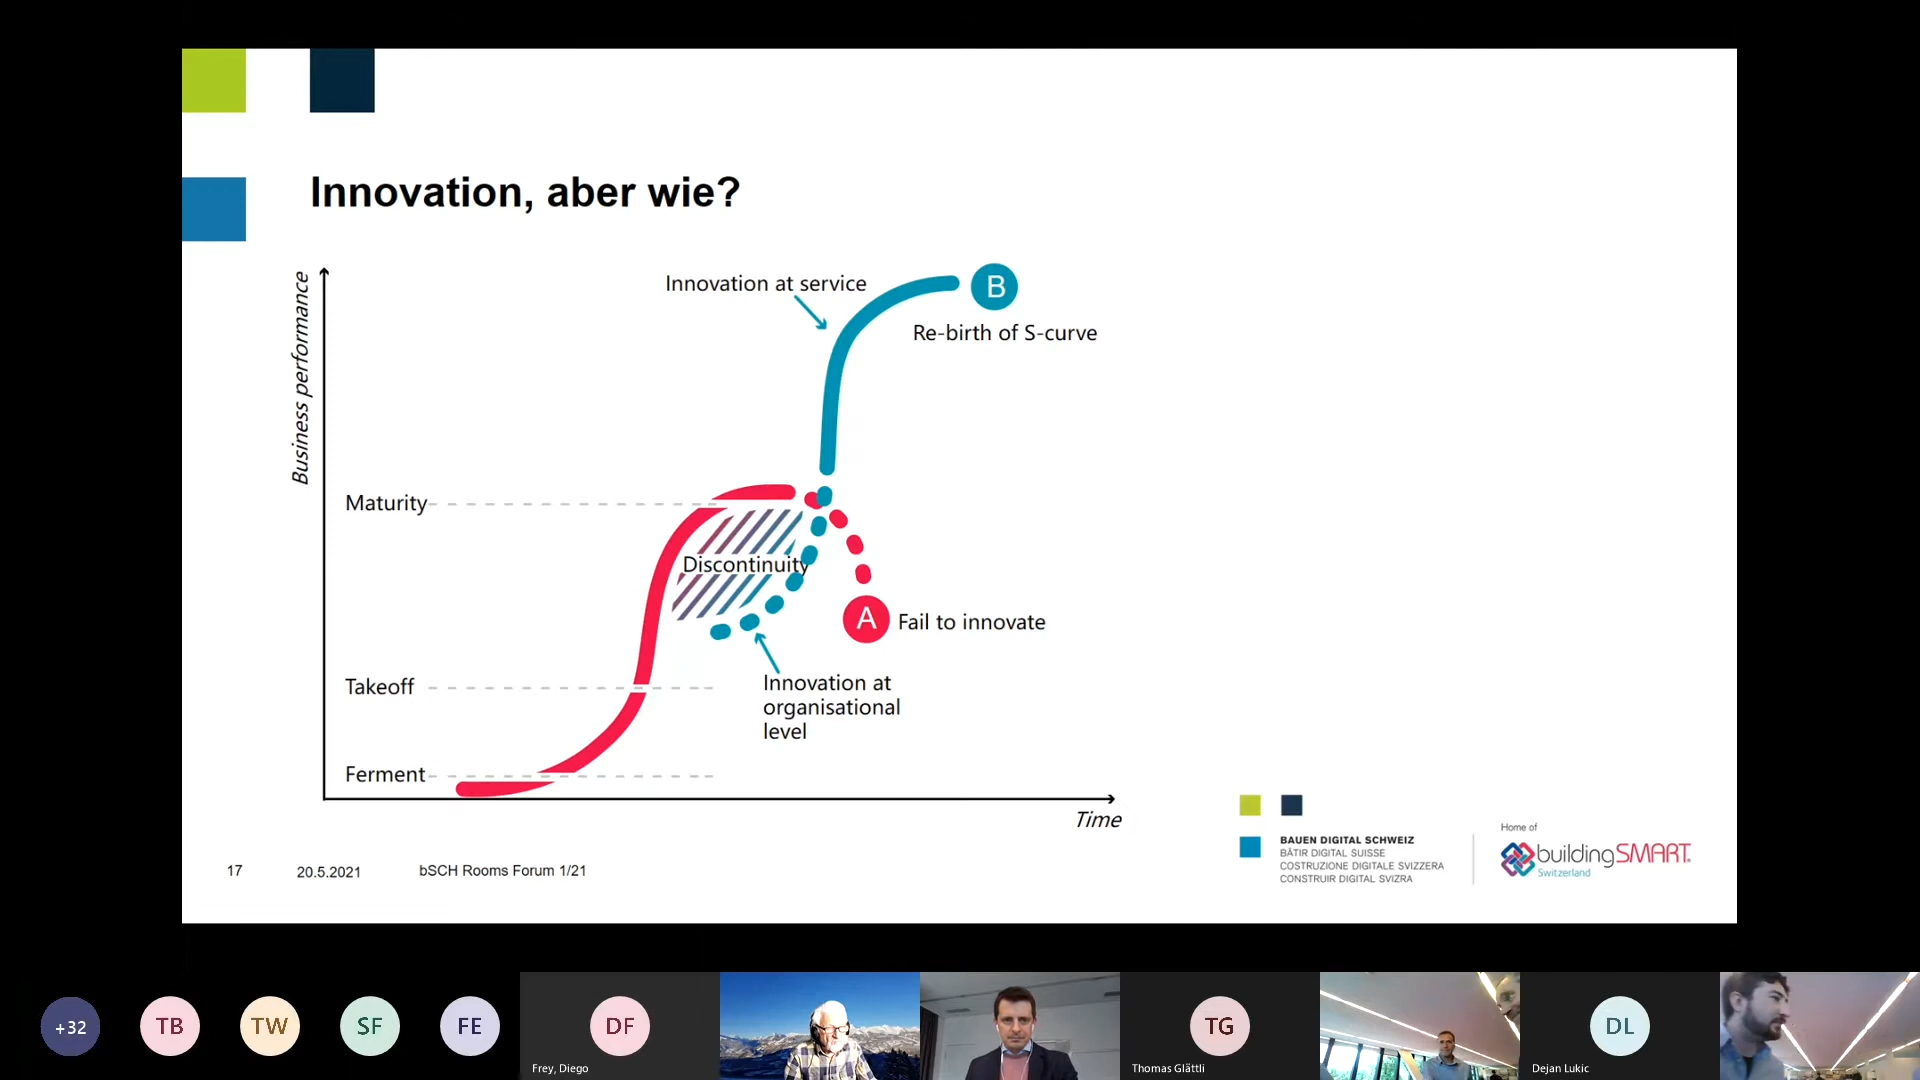 Innovation, aber wie?
Business performance
Innovation at service
B
Re-birth of S-curve
Maturity
Discontinuity
A
Fail to innovate
Takeoff
Innovation at
organisational
level
Ferment
Time
17
20.5.2021
bSCH Rooms Forum 1/21
BAUEN DIGITAL SCHWEIZ
BÂTIR DIGITAL SUISSE
COSTRUZIONE DIGITALE SVIZZERA
CONSTRUIR DIGITAL SVIZRA
Home of
buildingSMART
Switzerland
+32
TB
TW
SF
FE
DF
Frey, Diego
TG
Thomas Glättli
DL
Dejan Lukic